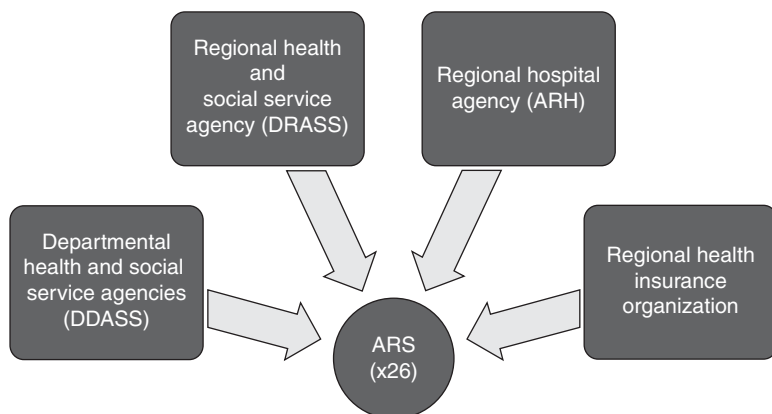 Regional health
and
social service
agency (DRASS)
Regional hospital
agency (ARH)
Departmental
health and social
service agencies
(DDASS)
Regional health
insurance
organization
ARS
(x26)